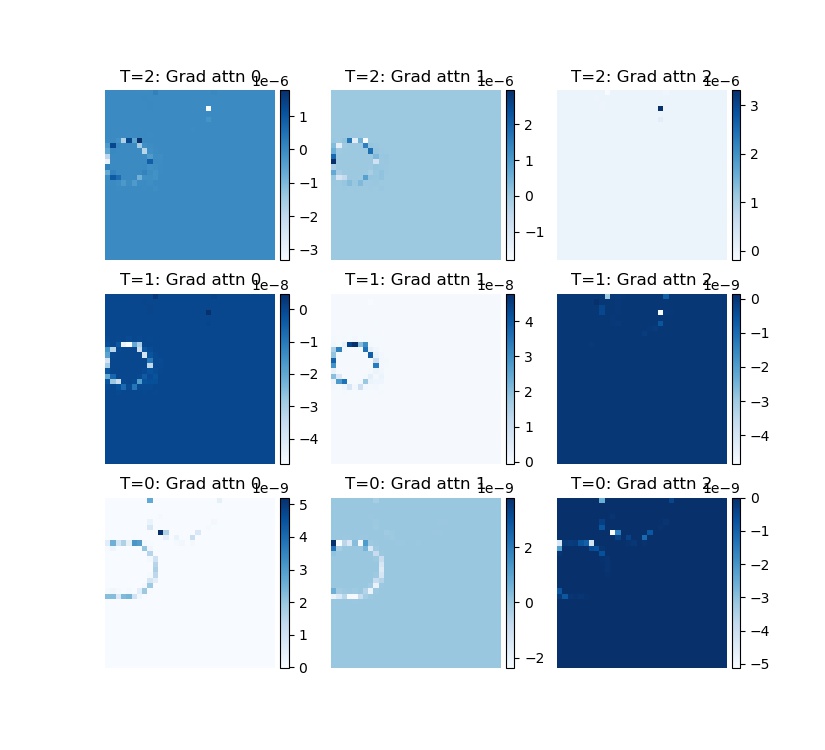 T=2: Grad attn 0
1e−6
1
0
−1
−2
−3
T=2: Grad attn 1
1e−6
2
1
0
−1
T=2: Grad attn 2
1e−6
3
2
1
0
T=1: Grad attn 0
1e−8
0
−1
−2
−3
−4
T=1: Grad attn 1
1e−8
4
3
2
1
0
T=1: Grad attn 2
1e−9
0
−1
−2
−3
−4
T=0: Grad attn 0
1e−9
5
4
3
2
1
0
T=0: Grad attn 1
1e−9
2
0
−2
T=0: Grad attn 2
1e−9
0
−1
−2
−3
−4
−5